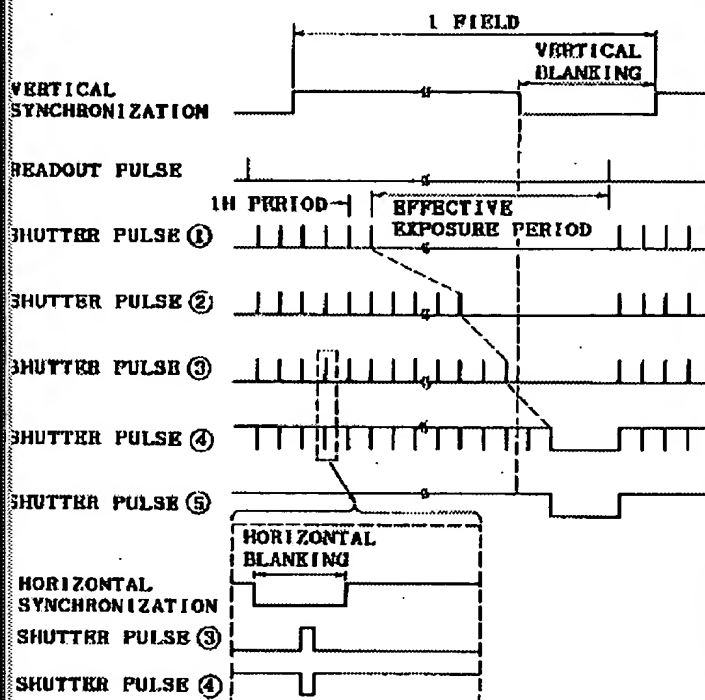 1 FIELD
VERTICAL
BLANKING
VERTICAL
SYNCHRONIZATION
READOUT PULSE
1H PERIOD
EFFECTIVE
EXPOSURE PERIOD
SHUTTER PULSE ①
SHUTTER PULSE ②
SHUTTER PULSE ③
SHUTTER PULSE ④
SHUTTER PULSE ⑤
HORIZONTAL
BLANKING
HORIZONTAL
SYNCHRONIZATION
SHUTTER PULSE ③
SHUTTER PULSE ④